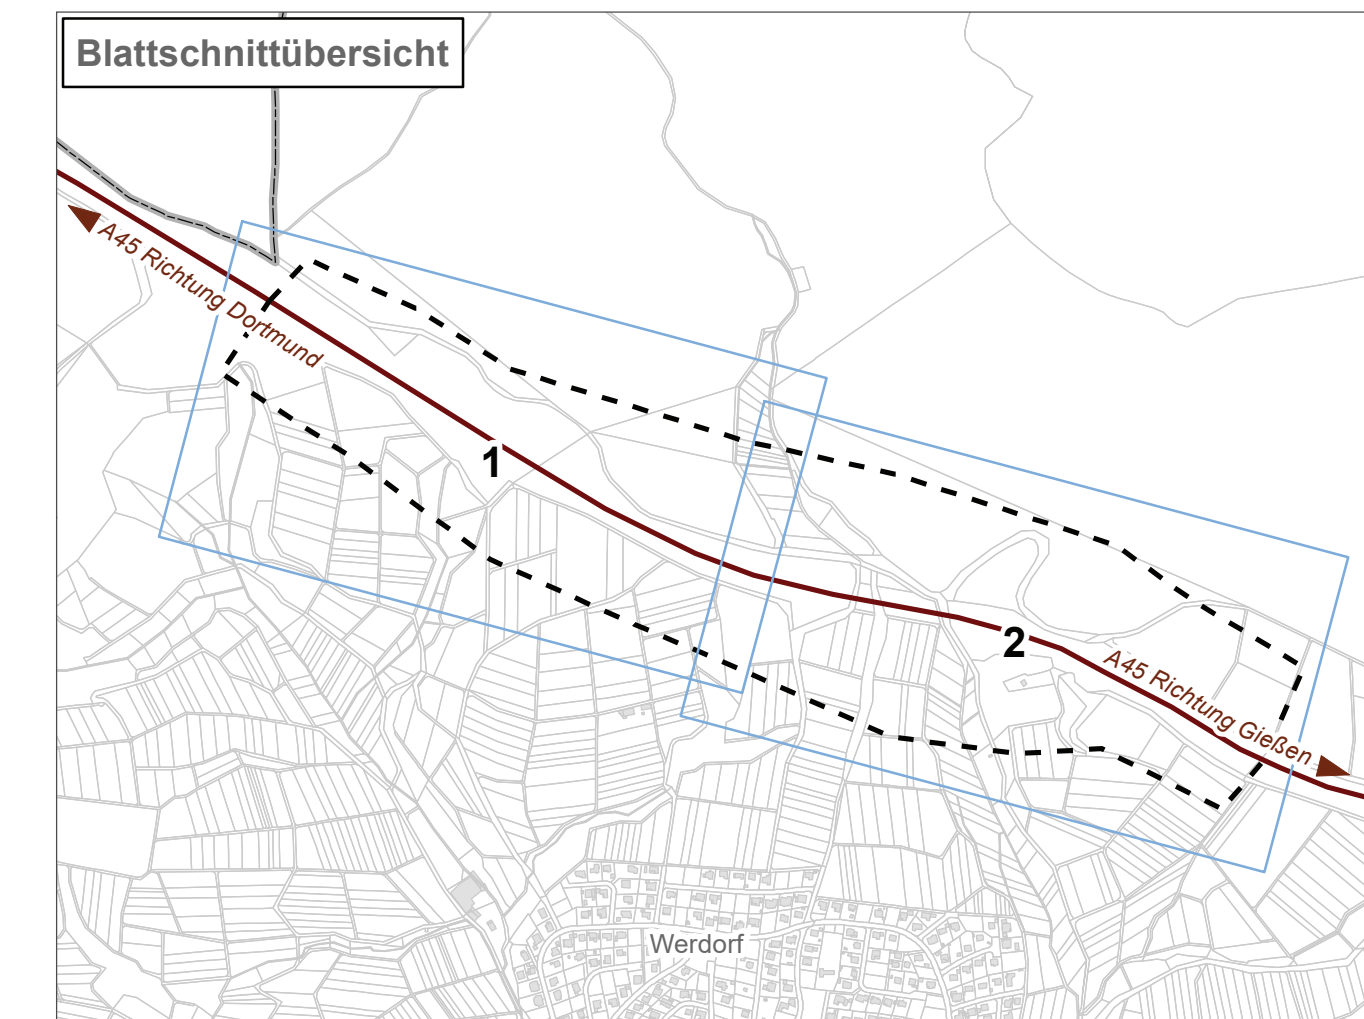 Blattschnittübersicht
A45 Richtung Dortmund
1
2
A45 Richtung Gießen
Werdorf